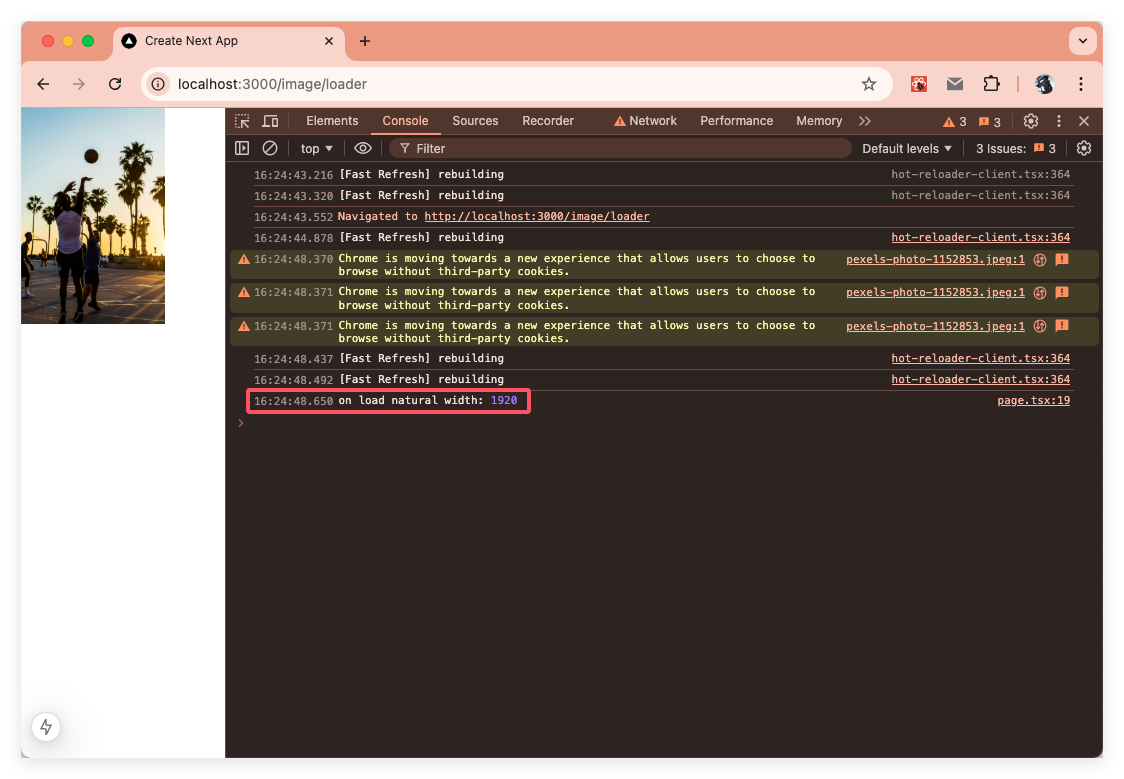 Create Next App
localhost:3000/image/loader
Elements Console Sources Recorder Network Performance Memory 3 3
top Filter Default levels 3 Issues: 3
16:24:43.216 [Fast Refresh] rebuilding hot-reloader-client.tsx:364
16:24:43.320 [Fast Refresh] rebuilding hot-reloader-client.tsx:364
16:24:43.552 Navigated to http://localhost:3000/image/loader
16:24:44.878 [Fast Refresh] rebuilding hot-reloader-client.tsx:364
16:24:48.370 Chrome is moving towards a new experience that allows users to choose to pexels-photo-1152853.jpeg:1
browse without third-party cookies.
16:24:48.371 Chrome is moving towards a new experience that allows users to choose to pexels-photo-1152853.jpeg:1
browse without third-party cookies.
16:24:48.371 Chrome is moving towards a new experience that allows users to choose to pexels-photo-1152853.jpeg:1
browse without third-party cookies.
16:24:48.437 [Fast Refresh] rebuilding hot-reloader-client.tsx:364
16:24:48.492 [Fast Refresh] rebuilding hot-reloader-client.tsx:364
16:24:48.650 on load natural width: 1920 page.tsx:19